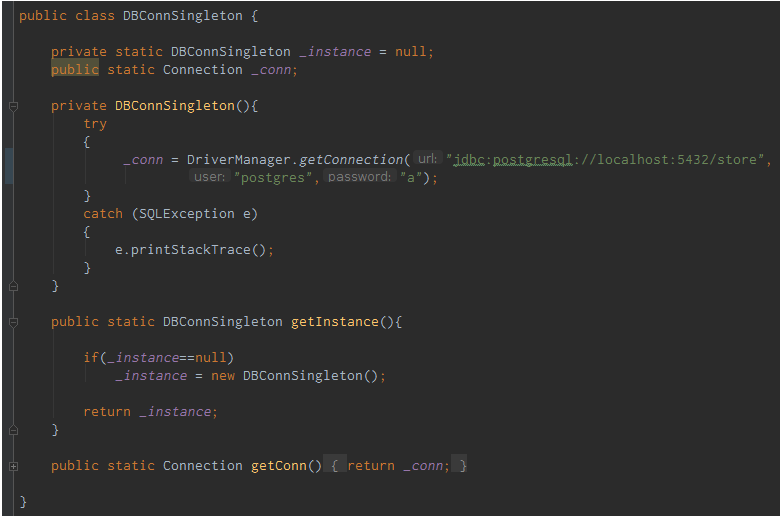 public class DBConnSingleton {
private static DBConnSingleton _instance = null;
public static Connection _conn;
private DBConnSingleton(){
try
{
_conn = DriverManager.getConnection( url: "jdbc:postgresql://localhost:5432/store",
user: "postgres", password: "a");
}
catch (SQLException e)
{
e.printStackTrace();
}
}
public static DBConnSingleton getInstance(){
if(_instance==null)
_instance = new DBConnSingleton();
return _instance;
}
public static Connection getConn() { return _conn; }
}